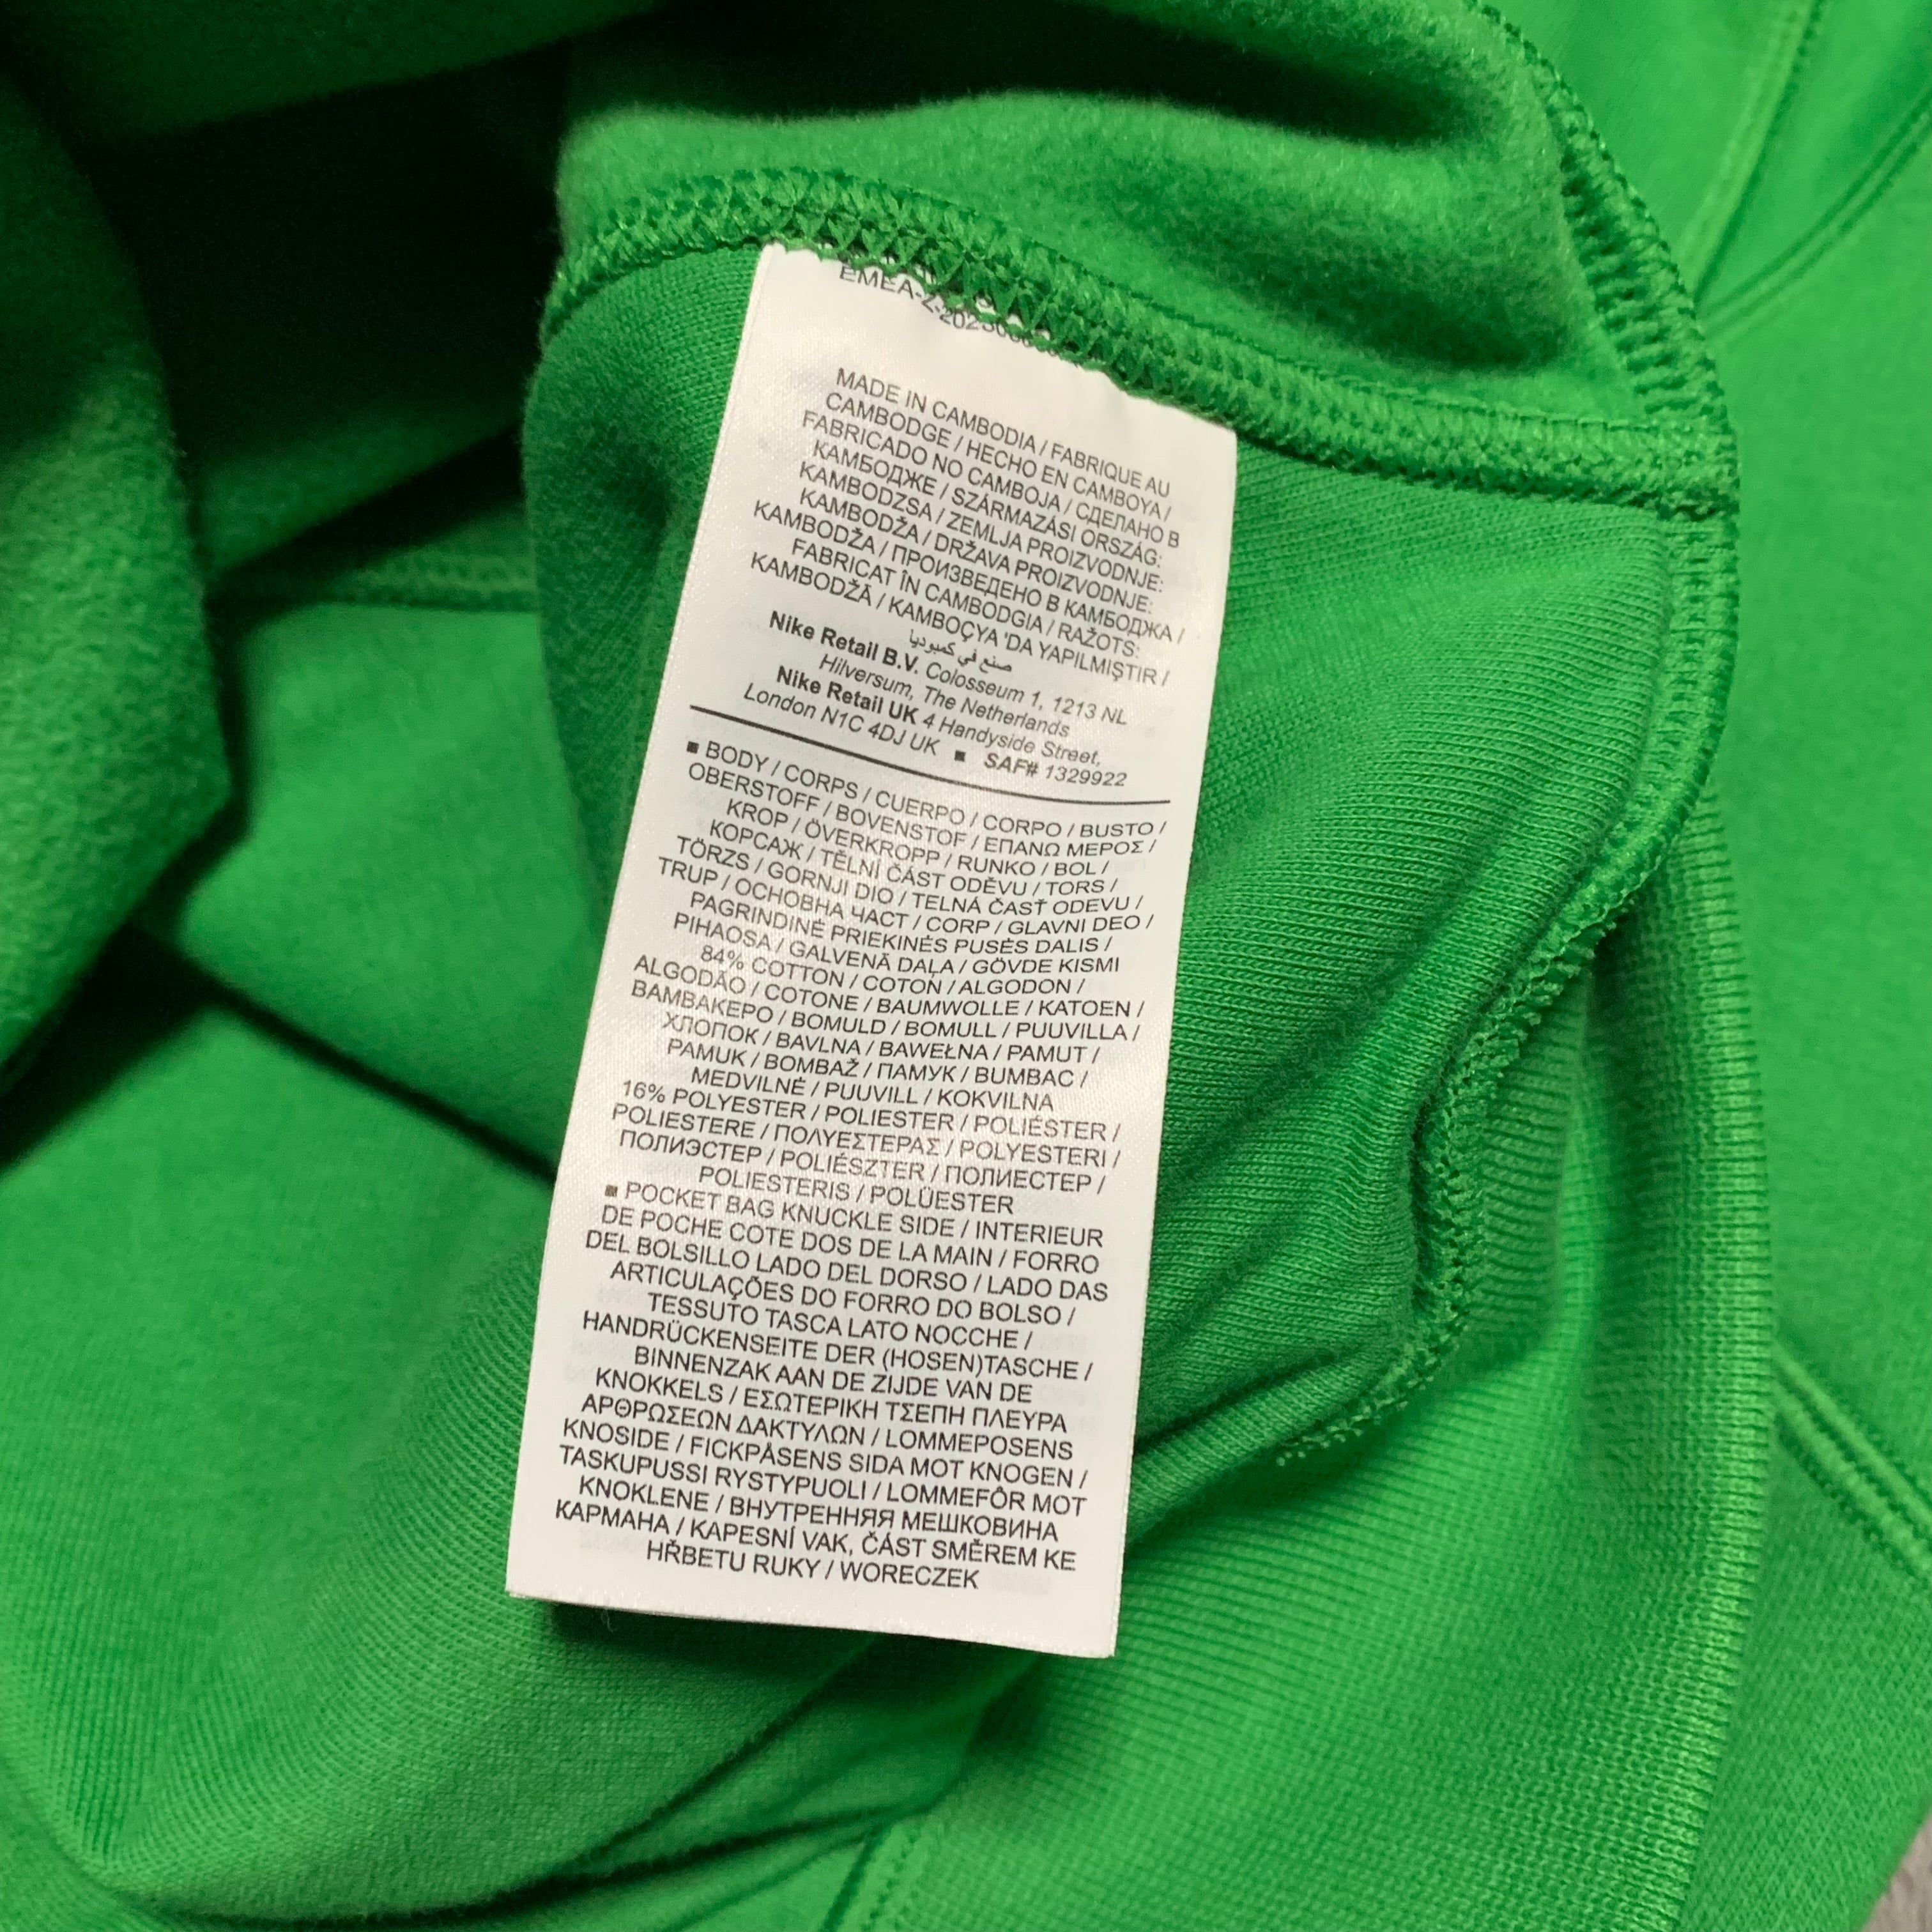 MADE IN CAMBODIA / FABRIQUE AU
CAMBODGE / HECHO EN CAMBOYA /
FABRICADO NO CAMBOJA / СДЕЛАНО В
КАМБОДЖЕ / SZÁRMAZÁSI ORSZÁG:
KAMBODZSA / ZEMLJA PROIZVODNJE:
KAMBODŽA / DRŽAVA PROIZVODNJE:
KAMBODŽA / ПРОИЗВЕДЕНО В КАМБОДЖА /
FABRICAT ÎN CAMBODGIA / RAŽOTS:
KAMBODŽĀ / KAMBOÇYA 'DA YAPILMIŞTIR /
صنع في كمبوديا
Nike Retail B.V. Colosseum 1, 1213 NL
Hilversum, The Netherlands
Nike Retail UK 4 Handyside Street,
London N1C 4DJ UK ■ SAF# 1329922
■ BODY / CORPS / CUERPO / CORPO / BUSTO /
OBERSTOFF / BOVENSTOF / ΕΠΑΝΩ ΜΕΡΟΣ /
KROP / ÖVERKROPP / RUNKO / BOL /
КОРСАЖ / TĚLNÍ ČÁST ODĚVU / TORS /
TÖRZS / GORNJI DIO / TELNÁ ČASŤ ODEVU /
TRUP / ОСНОВНА ЧАСТ / CORP / GLAVNI DEO /
PAGRINDINĖ PRIEKINĖS PUSĖS DALIS /
PIHAOSA / GALVENĀ DAĻA / GÖVDE KISMI
84% COTTON / COTON / ALGODON /
ALGODÃO / COTONE / BAUMWOLLE / KATOEN /
ΒΑΜΒΑΚΕΡΟ / BOMULD / BOMULL / PUUVILLA /
ХЛОПОК / BAVLNA / BAWEŁNA / PAMUT /
PAMUK / BOMBAŽ / ПАМУК / BUMBAC /
MEDVILNĖ / PUUVILL / KOKVILNA
16% POLYESTER / POLIESTER / POLIÉSTER /
POLIESTERE / ΠΟΛΥΕΣΤΕΡΑΣ / POLYESTERI /
ПОЛИЭСТЕР / POLIÉSZTER / ПОЛИЕСТЕР /
POLIESTERIS / POLÜESTER
■ POCKET BAG KNUCKLE SIDE / INTERIEUR
DE POCHE COTE DOS DE LA MAIN / FORRO
DEL BOLSILLO LADO DEL DORSO / LADO DAS
ARTICULAÇÕES DO FORRO DO BOLSO /
TESSUTO TASCA LATO NOCCHE /
HANDRÜCKENSEITE DER (HOSEN)TASCHE /
BINNENZAK AAN DE ZIJDE VAN DE
KNOKKELS / ΕΣΩΤΕΡΙΚΗ ΤΣΕΠΗ ΠΛΕΥΡΑ
ΑΡΘΡΩΣΕΩΝ ΔΑΚΤΥΛΩΝ / LOMMEPOSENS
KNOSIDE / FICKPÅSENS SIDA MOT KNOGEN /
TASKUPUSSI RYSTYPUOLI / LOMMEFÔR MOT
KNOKLENE / ВНУТРЕННЯЯ МЕШКОВИНА
КАРМАНА / KAPESNÍ VAK, ČÁST SMĚREM KE
HŘBETU RUKY / WORECZEK